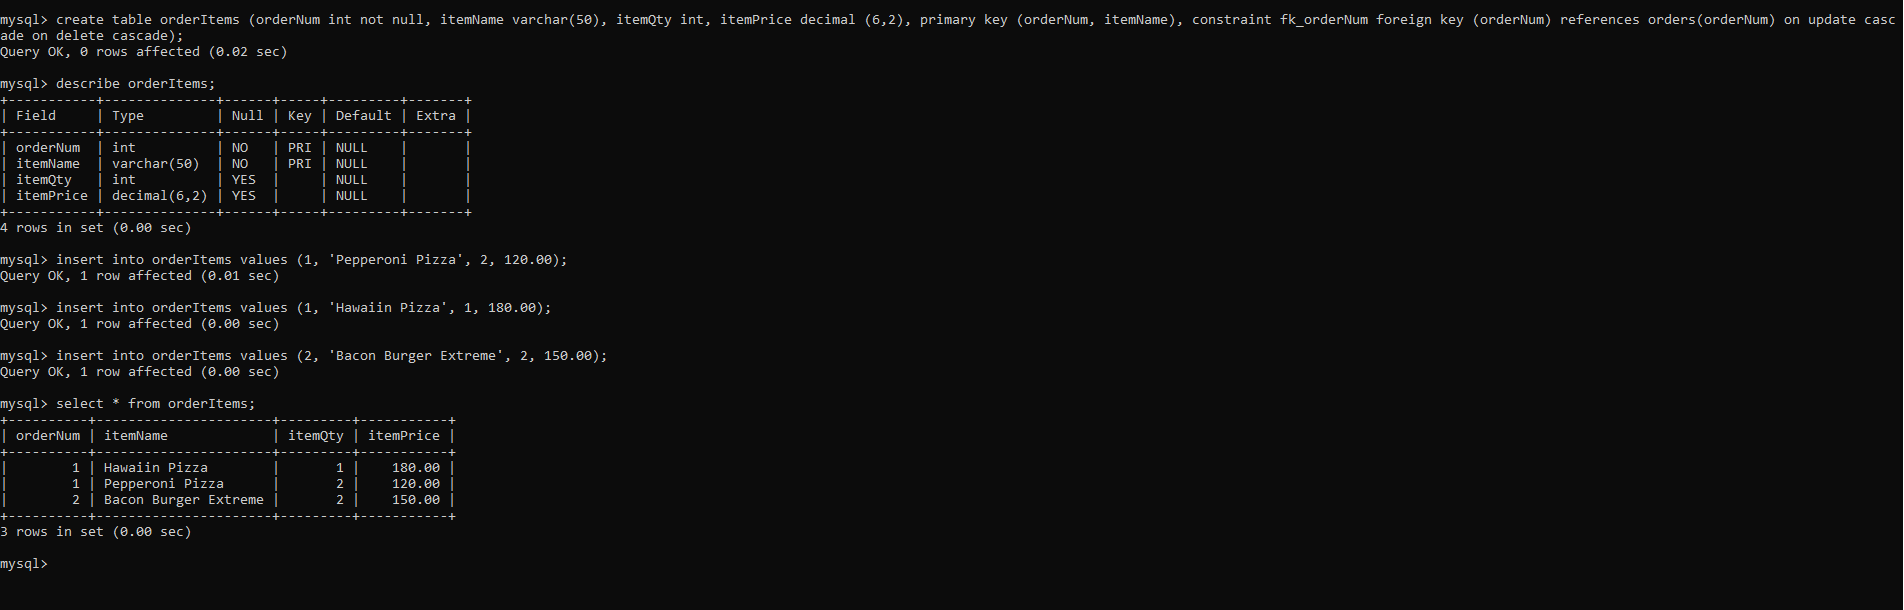 mysql> create table orderItems (orderNum int not null, itemName varchar(50), itemQty int, itemPrice decimal (6,2), primary key (orderNum, itemName), constraint fk_orderNum foreign key (orderNum) references orders(orderNum) on update casc
ade on delete cascade);
Query OK, 0 rows affected (0.02 sec)

mysql> describe orderItems;
+-----------+--------------+------+-----+---------+-------+
| Field     | Type         | Null | Key | Default | Extra |
+-----------+--------------+------+-----+---------+-------+
| orderNum  | int          | NO   | PRI | NULL    |       |
| itemName  | varchar(50)  | NO   | PRI | NULL    |       |
| itemQty   | int          | YES  |     | NULL    |       |
| itemPrice | decimal(6,2) | YES  |     | NULL    |       |
+-----------+--------------+------+-----+---------+-------+
4 rows in set (0.00 sec)

mysql> insert into orderItems values (1, 'Pepperoni Pizza', 2, 120.00);
Query OK, 1 row affected (0.01 sec)

mysql> insert into orderItems values (1, 'Hawaiin Pizza', 1, 180.00);
Query OK, 1 row affected (0.00 sec)

mysql> insert into orderItems values (2, 'Bacon Burger Extreme', 2, 150.00);
Query OK, 1 row affected (0.00 sec)

mysql> select * from orderItems;
+----------+----------------------+---------+-----------+
| orderNum | itemName             | itemQty | itemPrice |
+----------+----------------------+---------+-----------+
|        1 | Hawaiin Pizza        |       1 |    180.00 |
|        1 | Pepperoni Pizza      |       2 |    120.00 |
|        2 | Bacon Burger Extreme |       2 |    150.00 |
+----------+----------------------+---------+-----------+
3 rows in set (0.00 sec)

mysql>